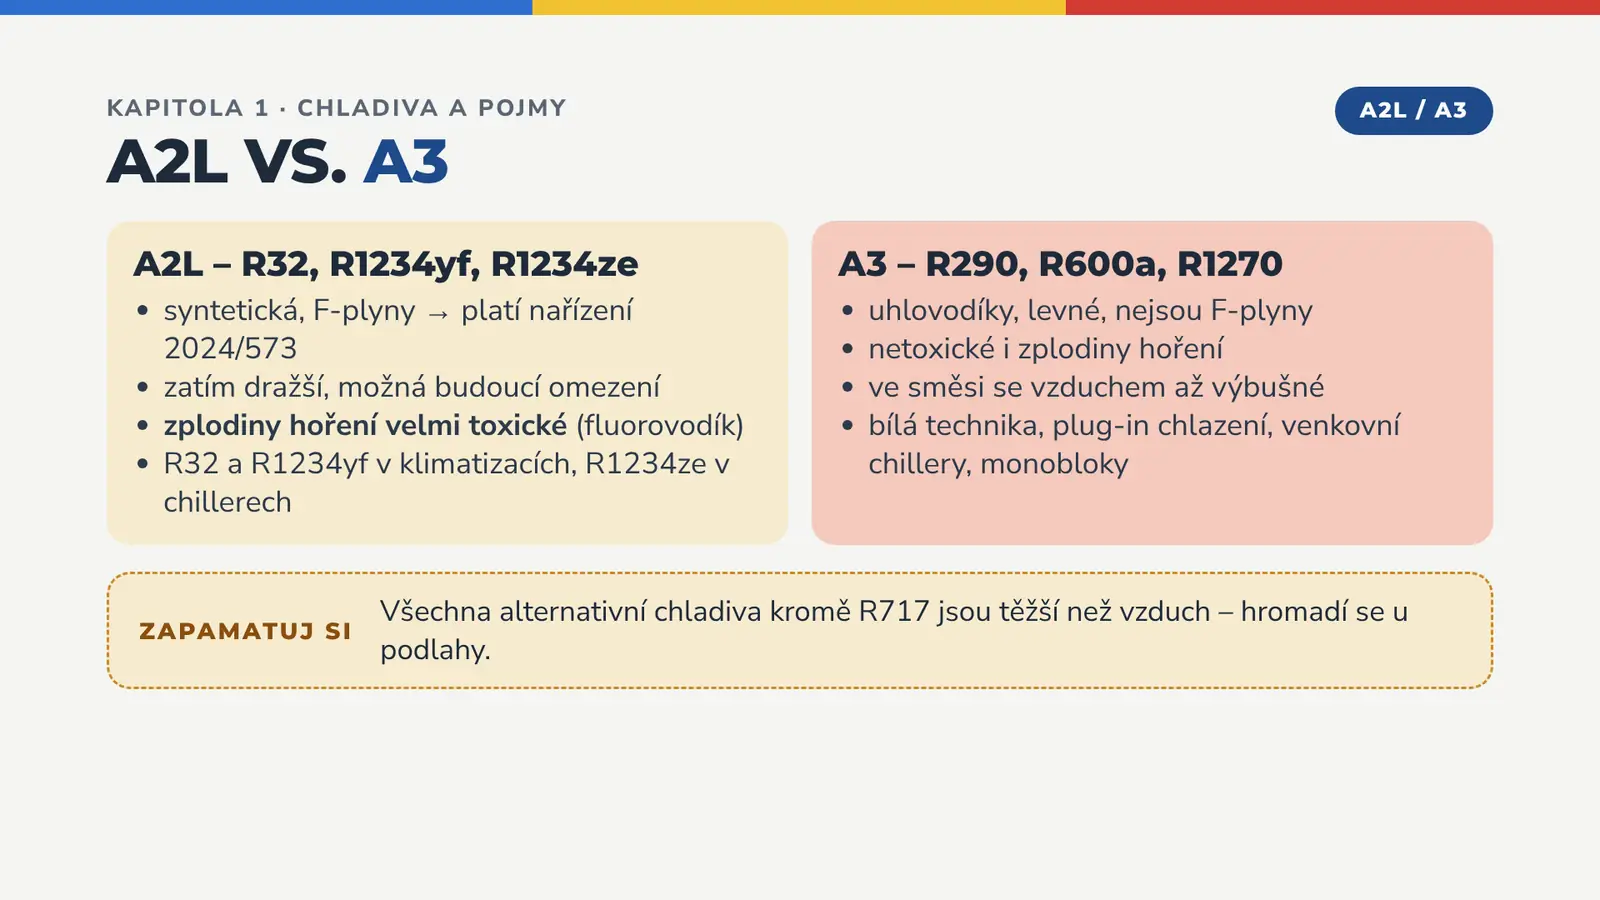 KAPITOLA 1 · CHLADIVA A POJMY
A2L / A3
A2L VS. A3
A2L – R32, R1234yf, R1234ze
• syntetická, F-plyny → platí nařízení
2024/573
• zatím dražší, možná budoucí omezení
• zplodiny hoření velmi toxické (fluorovodík)
• R32 a R1234yf v klimatizacích, R1234ze v
chillerech
A3 – R290, R600a, R1270
• uhlovodíky, levné, nejsou F-plyny
• netoxické i zplodiny hoření
• ve směsi se vzduchem až výbušné
• bílá technika, plug-in chlazení, venkovní
chillery, monobloky
ZAPAMATUJ SI
Všechna alternativní chladiva kromě R717 jsou těžší než vzduch – hromadí se u
podlahy.